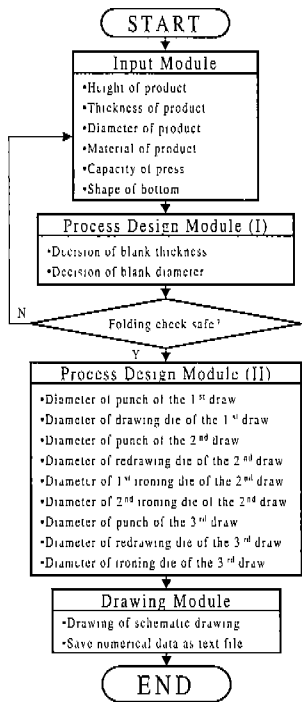 START
Input Module
•Height of product
•Thickness of product
•Diameter of product
•Material of product
•Capacity of press
•Shape of bottom
Process Design Module (I)
•Decision of blank thickness
•Decision of blank diameter
Folding check safe?
N
Y
Process Design Module (II)
•Diameter of punch of the 1st draw
•Diameter of drawing die of the 1st draw
•Diameter of punch of the 2nd draw
•Diameter of redrawing die of the 2nd draw
•Diameter of 1st ironing die of the 2nd draw
•Diameter of 2nd ironing die of the 2nd draw
•Diameter of punch of the 3rd draw
•Diameter of redrawing die of the 3rd draw
•Diameter of ironing die of the 3rd draw
Drawing Module
•Drawing of schematic drawing
•Save numerical data as text file
END